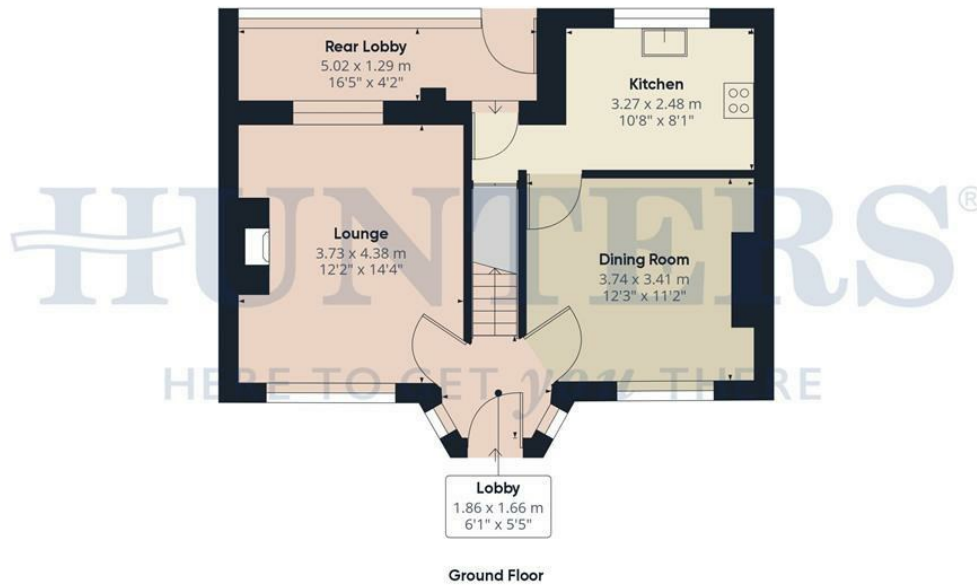 Rear Lobby
5.02 x 1.29 m
16'5" x 4'2"
Kitchen
3.27 x 2.48 m
10'8" x 8'1"
HUNTERS®
Lounge
3.73 x 4.38 m
12'2" x 14'4"
Dining Room
3.74 x 3.41 m
12'3" x 11'2"
HERE TO GET you THERE
Lobby
1.86 x 1.66 m
6'1" x 5'5"
Ground Floor